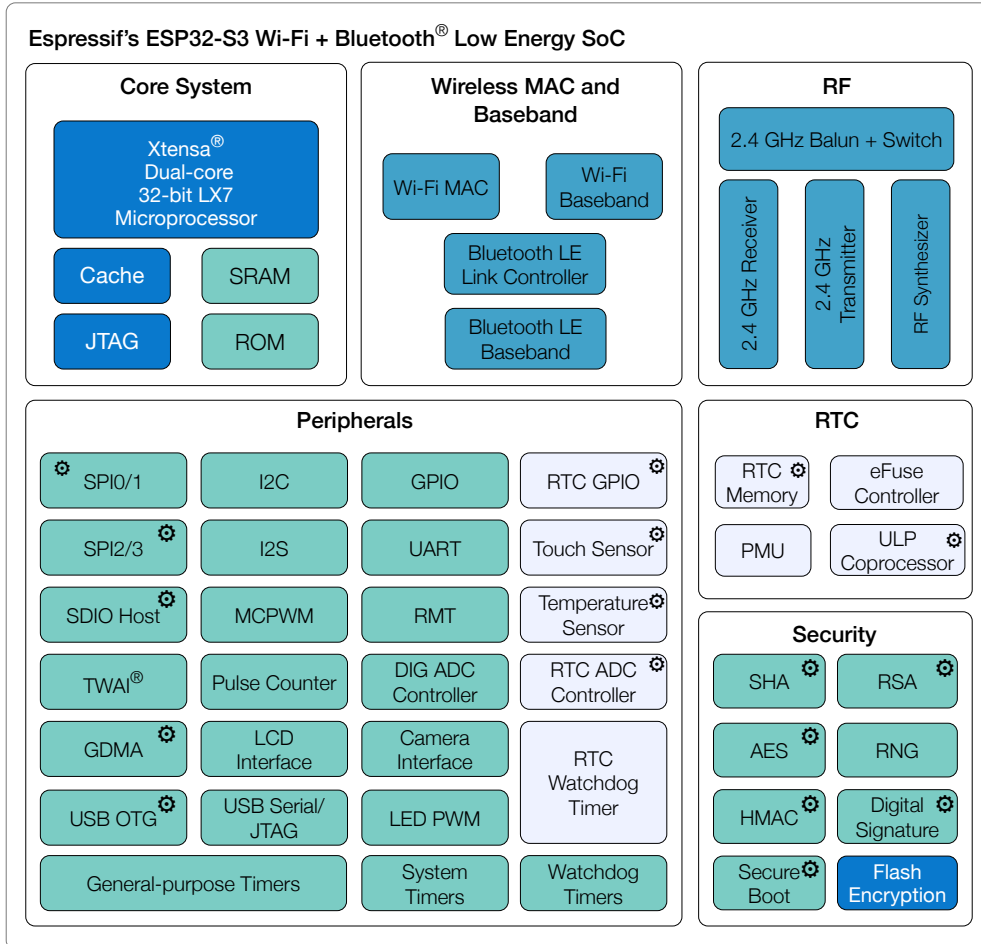 Espressif's ESP32-S3 Wi-Fi + Bluetooth® Low Energy SoC
Core System
Xtensa®
Dual-core
32-bit LX7
Microprocessor
Cache
SRAM
JTAG
ROM
Wireless MAC and
Baseband
Wi-Fi MAC
Wi-Fi
Baseband
Bluetooth LE
Link Controller
Bluetooth LE
Baseband
RF
2.4 GHz Balun + Switch
2.4 GHz Receiver
2.4 GHz
Transmitter
RF Synthesizer
Peripherals
SPI0/1
I2C
GPIO
RTC GPIO
SPI2/3
I2S
UART
Touch Sensor
SDIO Host
MCPWM
RMT
Temperature
Sensor
TWAI®
Pulse Counter
DIG ADC
Controller
RTC ADC
Controller
GDMA
LCD
Interface
Camera
Interface
RTC
Watchdog
Timer
USB OTG
USB Serial/
JTAG
LED PWM
General-purpose Timers
System
Timers
Watchdog
Timers
RTC
RTC
Memory
eFuse
Controller
PMU
ULP
Coprocessor
Security
SHA
RSA
AES
RNG
HMAC
Digital
Signature
Secure
Boot
Flash
Encryption